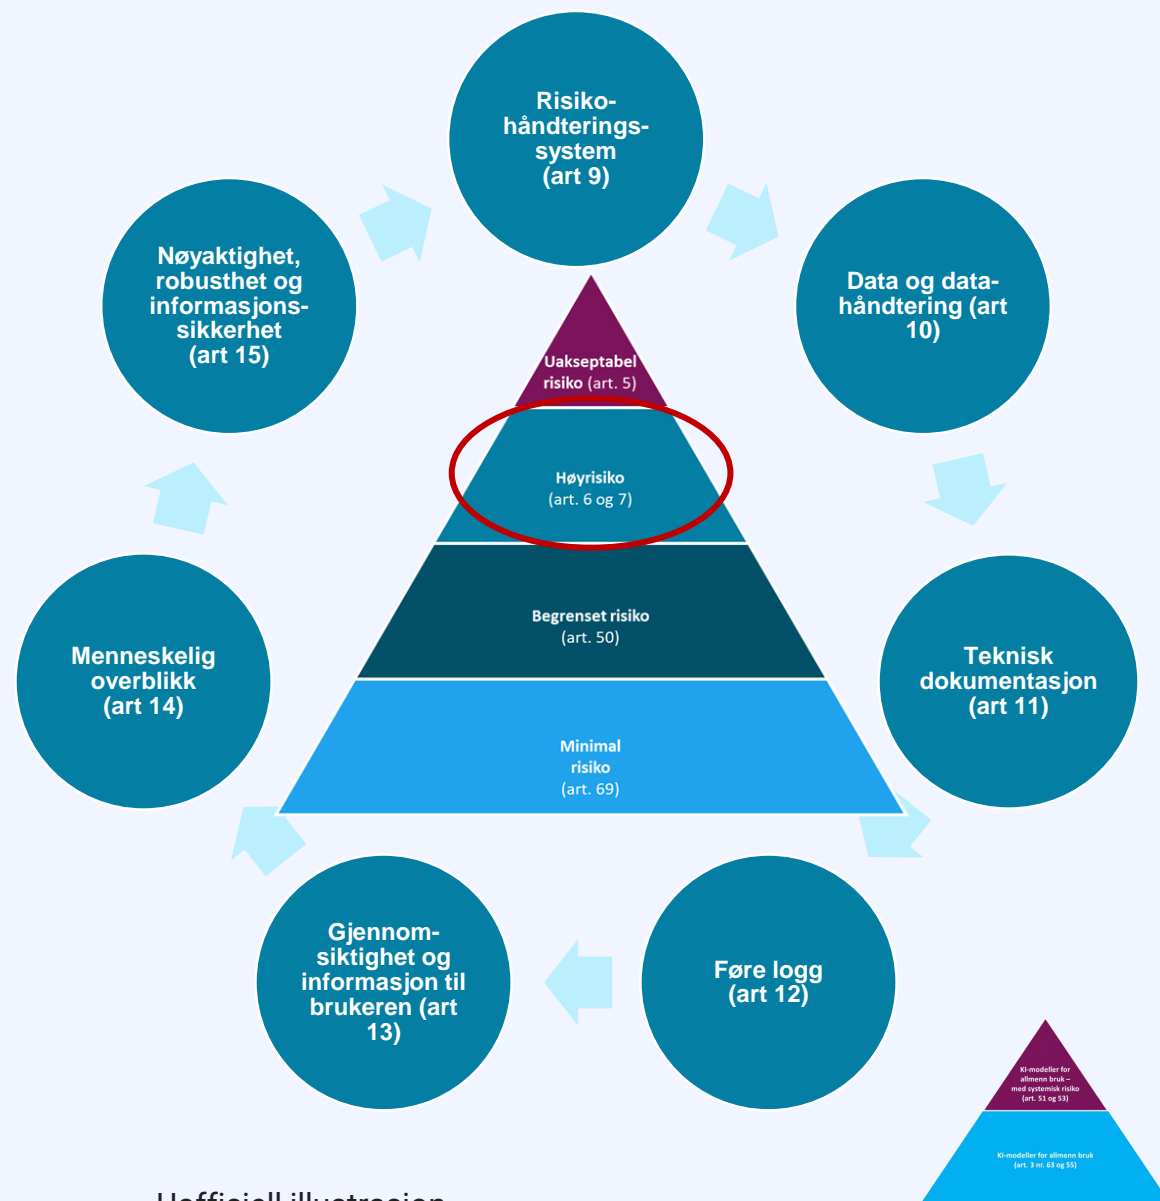 Risiko-
håndterings-
system
(art 9)
Data og data-
håndtering (art
10)
Teknisk
dokumentasjon
(art 11)
Føre logg
(art 12)
Gjennom-
siktighet og
informasjon til
brukeren (art
13)
Menneskelig
overblikk
(art 14)
Nøyaktighet,
robusthet og
informasjons-
sikkerhet
(art 15)
Uakseptabel
risiko (art. 5)
Høyrisiko
(art. 6 og 7)
Begrenset risiko
(art. 50)
Minimal
risiko
(art. 69)
KI-modeller for
allmenn bruk –
med systemisk risiko
(art. 51 og 53)
KI-modeller for allmenn bruk
(art. 3 nr. 63 og 55)
Uoffisiell illustrasjon